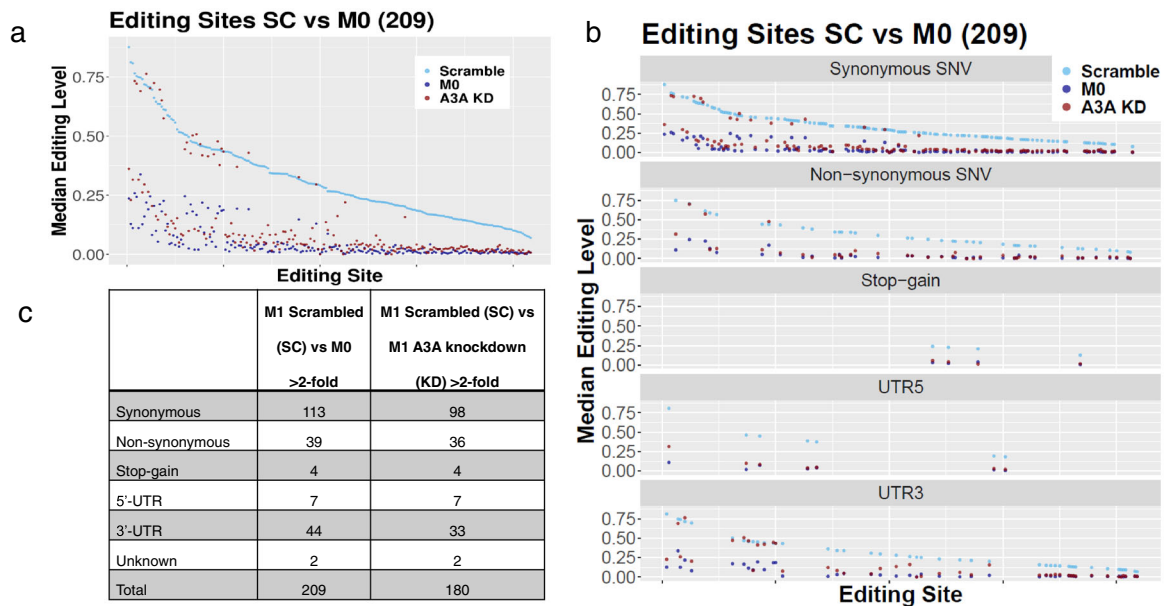 a
Editing Sites SC vs M0 (209)
Median Editing Level
0.75
0.50
0.25
0.00
Scramble
M0
A3A KD
Editing Site
b
Editing Sites SC vs M0 (209)
Median Editing Level
Scramble
M0
A3A KD
Synonymous SNV
0.75
0.50
0.25
0.00
Non-synonymous SNV
0.75
0.50
0.25
0.00
Stop-gain
0.75
0.50
0.25
0.00
UTR5
0.75
0.50
0.25
0.00
UTR3
0.75
0.50
0.25
0.00
Editing Site
c
M1 Scrambled (SC) vs M0 >2-fold
M1 Scrambled (SC) vs M1 A3A knockdown (KD) >2-fold
Synonymous 113 98
Non-synonymous 39 36
Stop-gain 4 4
5'-UTR 7 7
3'-UTR 44 33
Unknown 2 2
Total 209 180